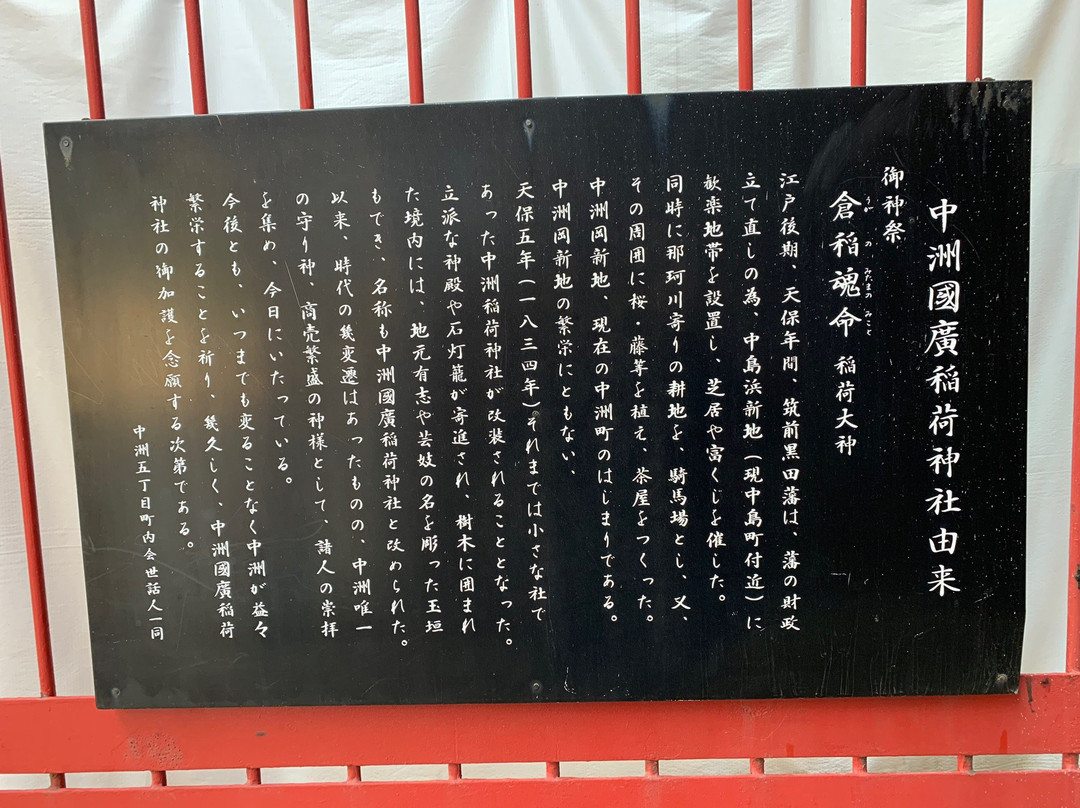 中洲國廣稲荷神社由来
御神祭
倉稲魂命 稲荷大神
うがのみたまのみこと
江戸後期、天保年間、筑前黒田藩は、藩の財政
立て直しの為、中島浜新地（現中島町付近）に
歓楽地帯を設置し、芝居や富くじを催した。
同時に那珂川寄りの耕地を、騎馬場とし、又、
その周囲に桜・藤等を植え、茶屋をつくった。
中洲岡新地、現在の中洲町のはじまりである。
中洲岡新地の繁栄にともない、
天保五年（一八三四年）それまでは小さな社で
あった中洲稲荷神社が改装されることとなった。
立派な神殿や石灯籠が寄進され、樹木に囲まれ
た境内には、地元有志や芸妓の名を彫った玉垣
もでき、名称も中洲國廣稲荷神社と改められた。
以来、時代の幾変遷はあったものの、中洲唯一
の守り神、商売繁盛の神様として、諸人の崇拝
を集め、今日にいたっている。
今後とも、いつまでも変ることなく中洲が益々
繁栄することを祈り、幾久しく、中洲國廣稲荷
神社の御加護を念願する次第である。
中洲五丁目町内会世話人一同